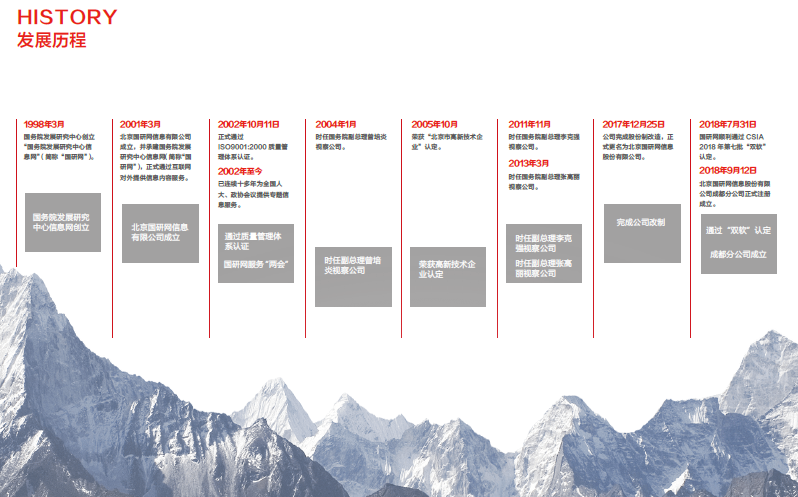 HISTORY
发展历程
1998年3月
国务院发展研究中心创立
“国务院发展研究中心信
息网”( 简称“国研网”)。
国务院发展研究
中心信息网创立
2001年3月
北京国研网信息有限公司
成立，并承建国务院发展
研究中心信息网( 简称“国
研网”)，正式通过互联网
对外提供信息内容服务。
北京国研网信息
有限公司成立
2002年10月11日
正式通过
ISO9001:2000 质量管
理体系认证。
2002年至今
已连续十多年为全国人
大、政协会议提供专题信
息服务。
通过质量管理体
系认证
国研网服务“两会”
2004年1月
时任国务院副总理曾培炎
视察公司。
时任副总理曾培
炎视察公司
2005年10月
荣获“北京市高新技术企
业”认定。
荣获高新技术企
业认定
2011年11月
时任国务院副总理李克强
视察公司。
2013年3月
时任国务院副总理张高丽
视察公司。
时任副总理李克
强视察公司
时任副总理张高
丽视察公司
2017年12月25日
公司完成股份制改造，正
式更名为北京国研网信息
股份有限公司。
完成公司改制
2018年7月31日
国研网顺利通过 CSIA
2018 年第七批“双软”
认定。
2018年9月12日
北京国研网信息股份有限
公司成都分公司正式注册
成立。
通过“双软”认定
成都分公司成立